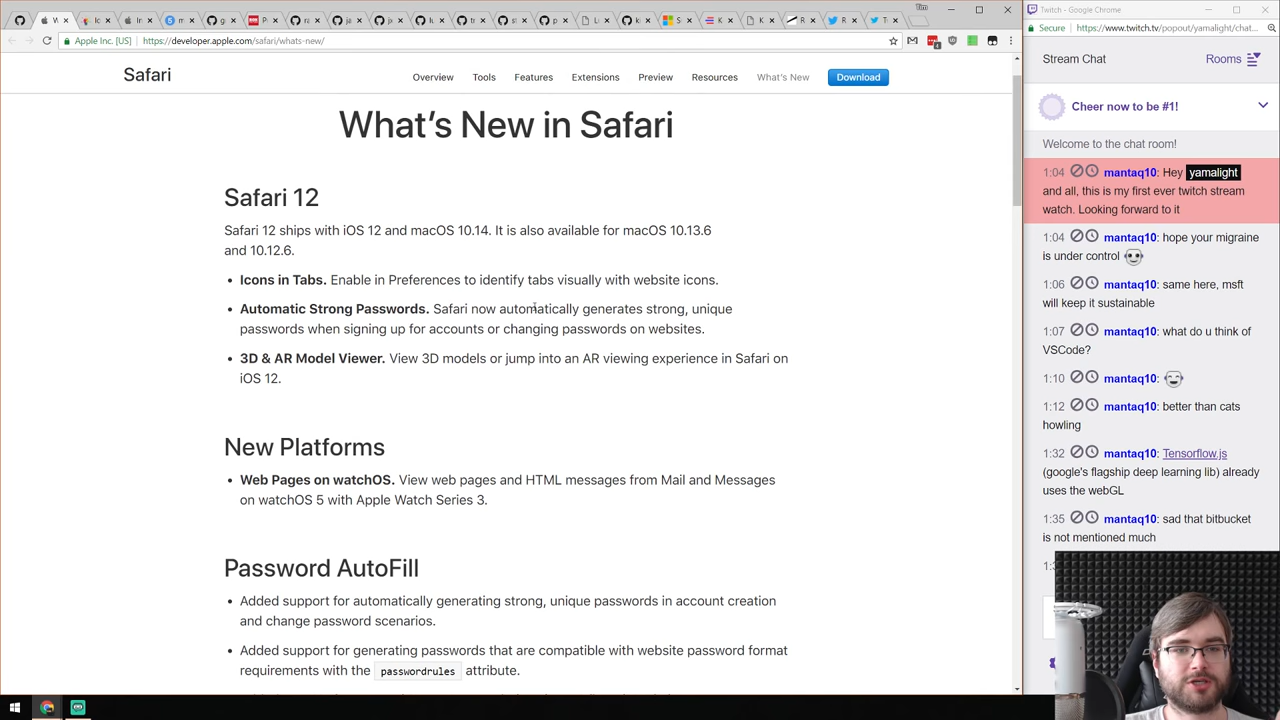 Apple Inc. [US]
https://developer.apple.com/safari/whats-new/
Safari
Overview
Tools
Features
Extensions
Preview
Resources
What's New
Download
What's New in Safari
Safari 12
Safari 12 ships with iOS 12 and macOS 10.14. It is also available for macOS 10.13.6
and 10.12.6.
• Icons in Tabs. Enable in Preferences to identify tabs visually with website icons.
• Automatic Strong Passwords. Safari now automatically generates strong, unique
passwords when signing up for accounts or changing passwords on websites.
• 3D & AR Model Viewer. View 3D models or jump into an AR viewing experience in Safari on
iOS 12.
New Platforms
• Web Pages on watchOS. View web pages and HTML messages from Mail and Messages
on watchOS 5 with Apple Watch Series 3.
Password AutoFill
• Added support for automatically generating strong, unique passwords in account creation
and change password scenarios.
• Added support for generating passwords that are compatible with website password format
requirements with the passwordrules attribute.
Twitch - Google Chrome
Secure
https://www.twitch.tv/popout/yamalight/chat...
Stream Chat
Rooms
Cheer now to be #1!
Welcome to the chat room!
1:04 mantaq10: Hey yamalight
and all, this is my first ever twitch stream
watch. Looking forward to it
1:04 mantaq10: hope your migraine
is under control
1:06 mantaq10: same here, msft
will keep it sustainable
1:07 mantaq10: what do u think of
VSCode?
1:10 mantaq10:
1:12 mantaq10: better than cats
howling
1:32 mantaq10: Tensorflow.js
(google's flagship deep learning lib) already
uses the webGL
1:35 mantaq10: sad that bitbucket
is not mentioned much